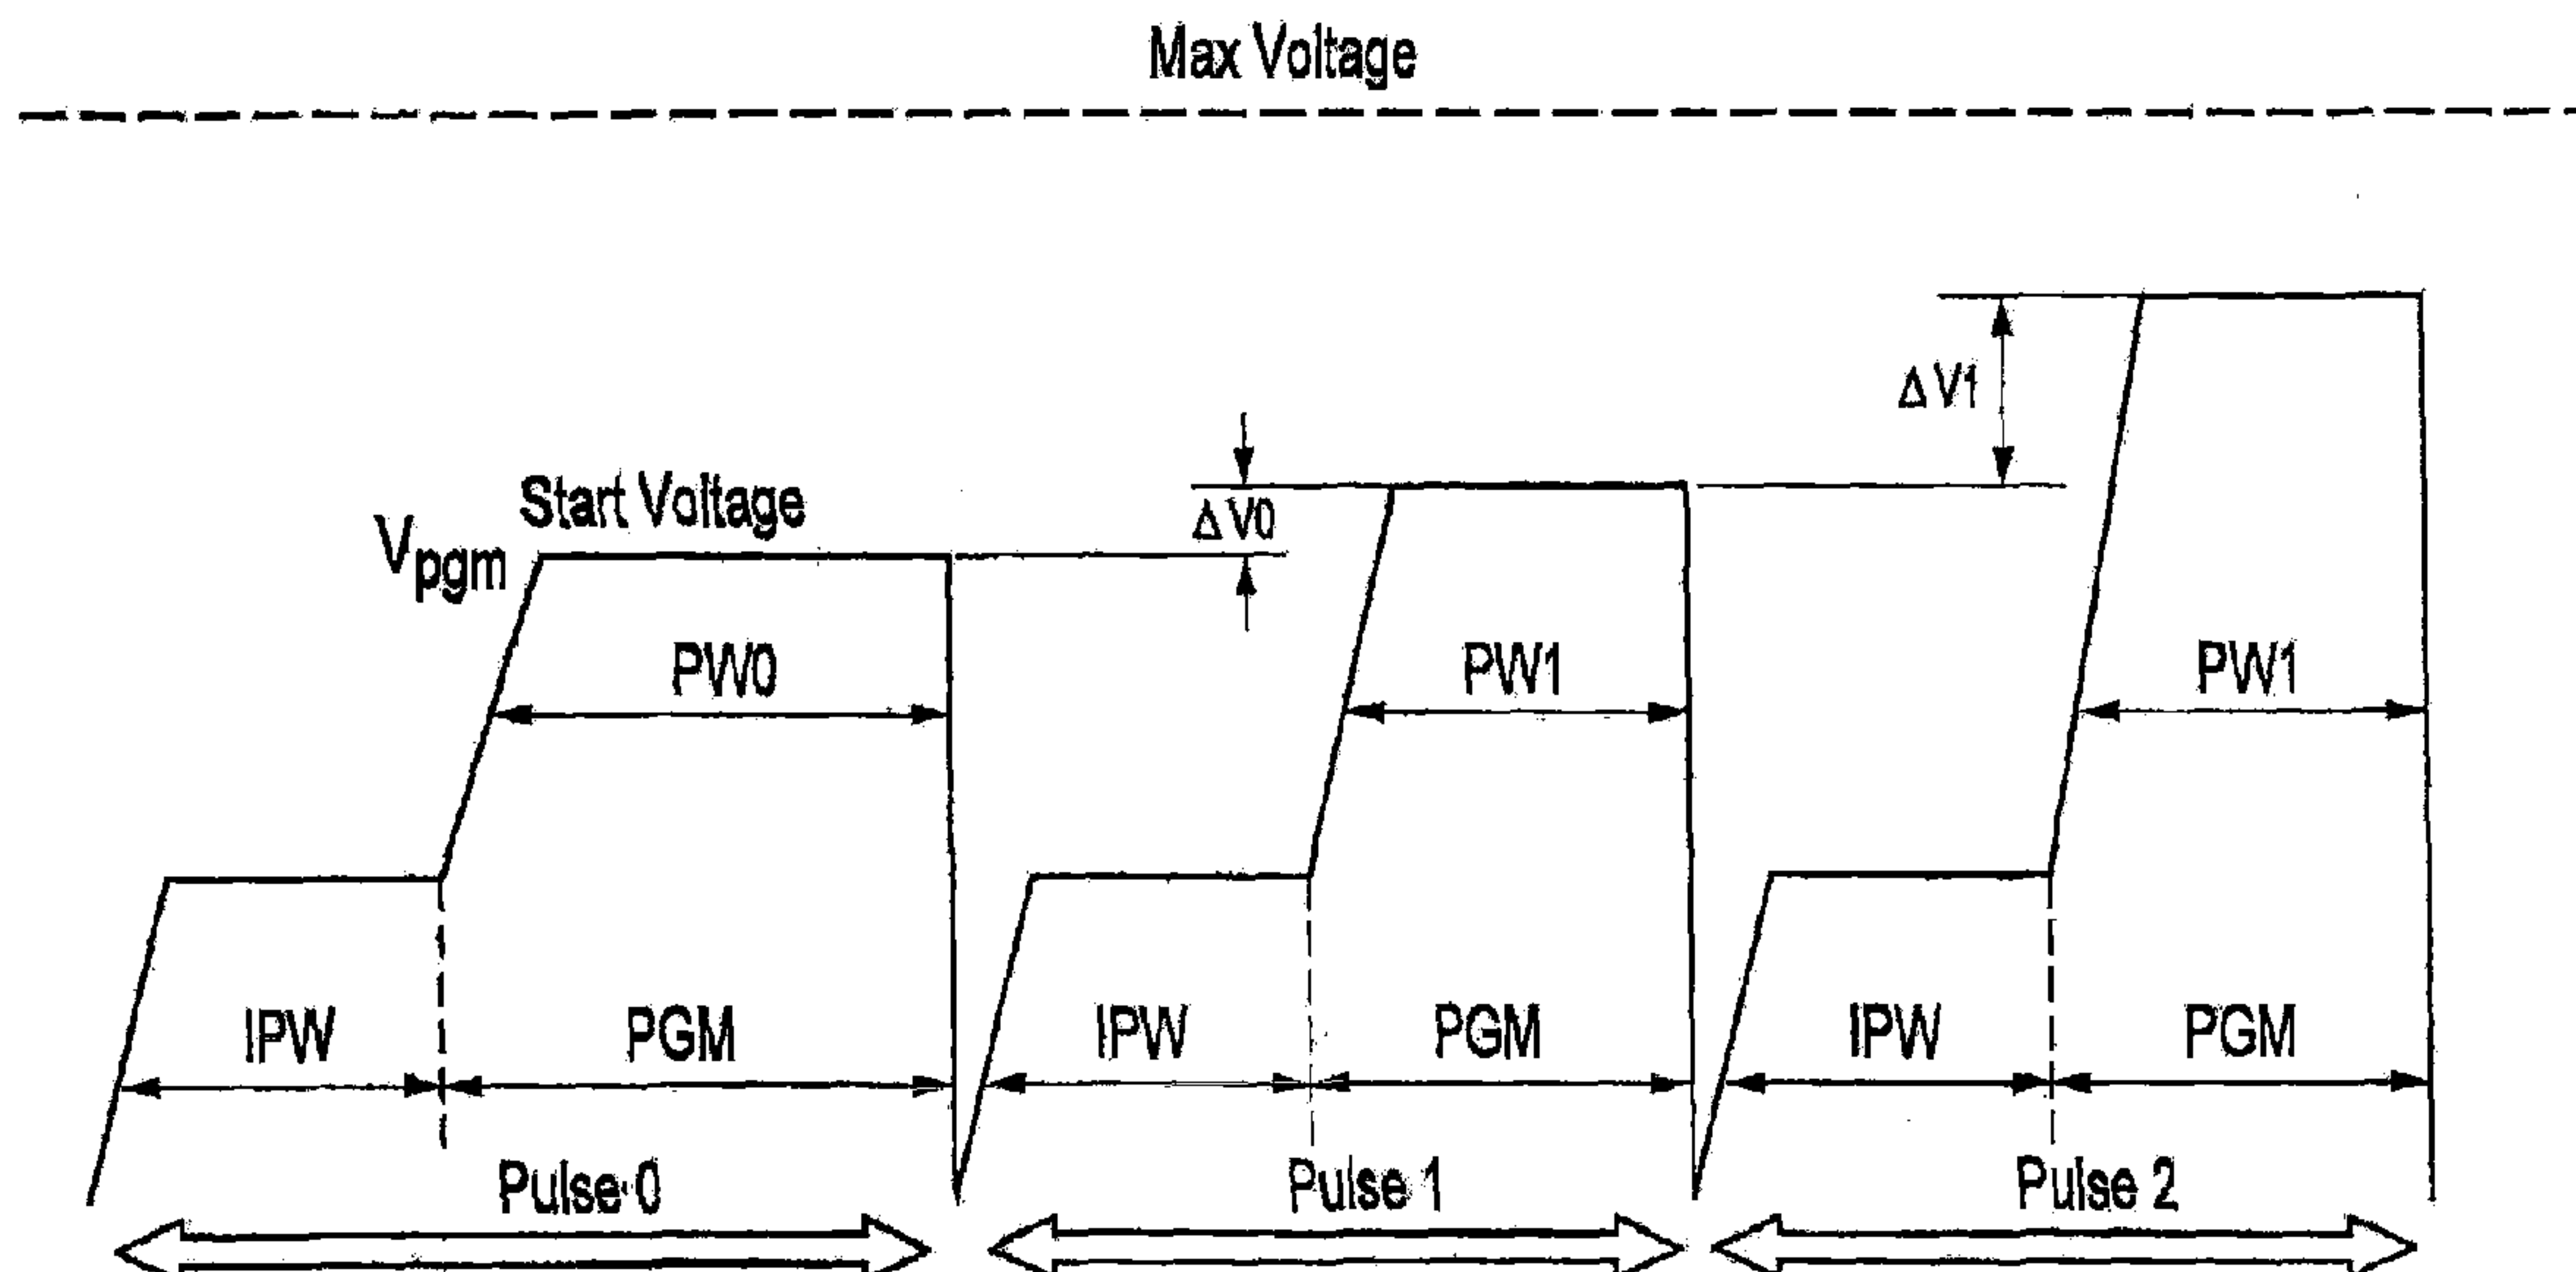 Max Voltage
ΔV1
Start Voltage
Vpgm
ΔV0
PW0
PW1
PW1
IPW
PGM
IPW
PGM
IPW
PGM
Pulse 0
Pulse 1
Pulse 2